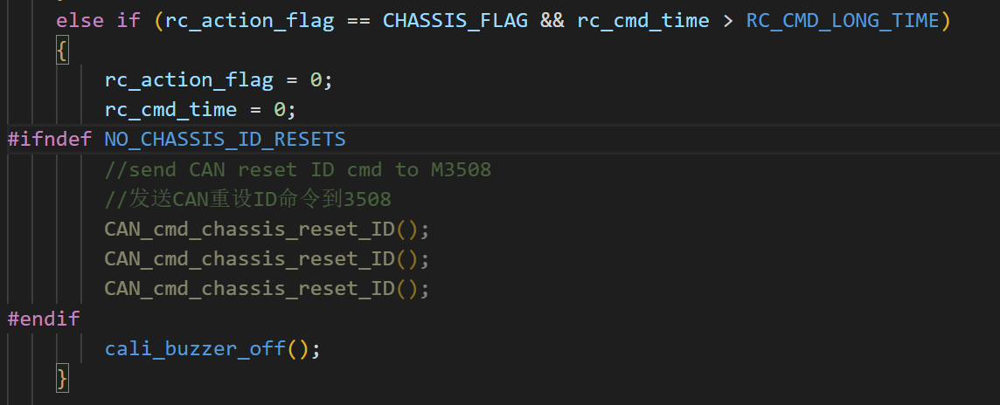 else if (rc_action_flag == CHASSIS_FLAG && rc_cmd_time > RC_CMD_LONG_TIME)
{
rc_action_flag = 0;
rc_cmd_time = 0;
#ifndef NO_CHASSIS_ID_RESETS
//send CAN reset ID cmd to M3508
//发送CAN重设ID命令到3508
CAN_cmd_chassis_reset_ID();
CAN_cmd_chassis_reset_ID();
CAN_cmd_chassis_reset_ID();
#endif
cali_buzzer_off();
}